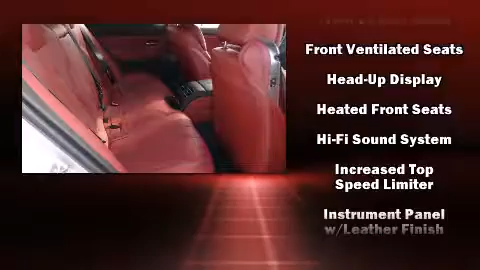 Front Ventilated Seats
Head-Up Display
Heated Front Seats
Hi-Fi Sound System
Increased Top
Speed Limiter
Instrument Panel
w/Leather Finish